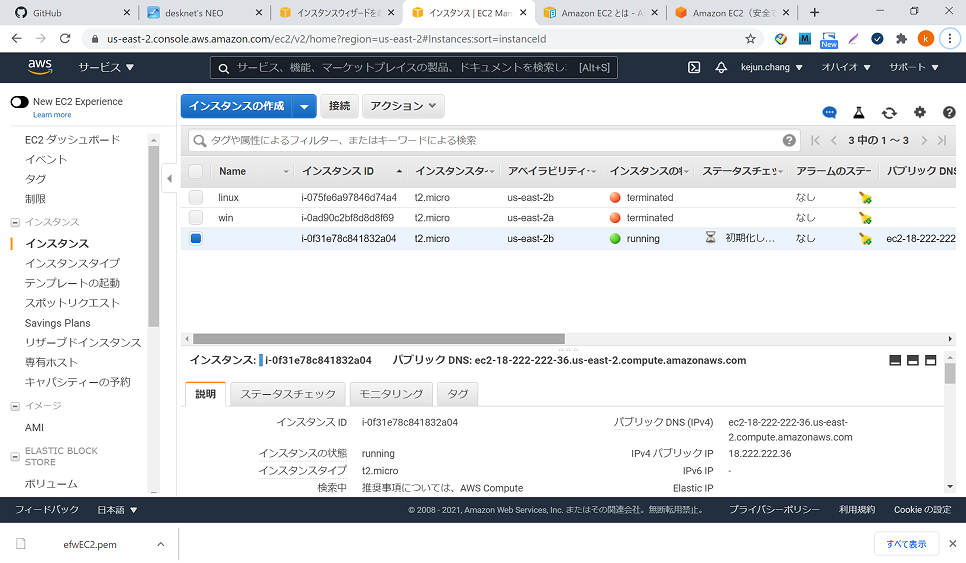 GitHub
desknet's NEO
インスタンスウィザードを
インスタンス | EC2 Man
Amazon EC2 とは - A
Amazon EC2（安全で
us-east-2.console.aws.amazon.com/ec2/v2/home?region=us-east-2#Instances:sort=instanceId
New
k
aws
サービス
サービス、機能、マーケットプレイスの製品、ドキュメントを検索し [Alt+S]
kejun.chang
オハイオ
サポート
New EC2 Experience
Learn more
EC2 ダッシュボード
イベント
タグ
制限
インスタンス
インスタンス
インスタンスタイプ
テンプレートの起動
スポットリクエスト
Savings Plans
リザーブドインスタンス
専有ホスト
キャパシティーの予約
イメージ
AMI
ELASTIC BLOCK
STORE
ボリューム
インスタンスの作成
接続
アクション
タグや属性によるフィルター、またはキーワードによる検索
3 中の 1 ～ 3
Name インスタンス ID インスタンスタ アベイラビリティ インスタンスの ステータスチェッ アラームのステー パブリック DNS
linux i-075fe6a97846d74a4 t2.micro us-east-2b terminated なし
win i-0ad90c2bf8d8d8f69 t2.micro us-east-2a terminated なし
i-0f31e78c841832a04 t2.micro us-east-2b running 初期化し... なし ec2-18-222-222
インスタンス: i-0f31e78c841832a04 パブリック DNS: ec2-18-222-222-36.us-east-2.compute.amazonaws.com
説明 ステータスチェック モニタリング タグ
インスタンス ID i-0f31e78c841832a04
パブリック DNS (IPv4) ec2-18-222-222-36.us-east-
2.compute.amazonaws.com
インスタンスの状態 running
IPv4 パブリック IP 18.222.222.36
インスタンスタイプ t2.micro
IPv6 IP -
検索中 推奨事項については、AWS Compute
Elastic IP
フィードバック
日本語
© 2008 - 2021, Amazon Web Services, Inc. またはその関連会社。無断転用禁止。
プライバシーポリシー
利用規約
Cookie の設定
efwEC2.pem
すべて表示